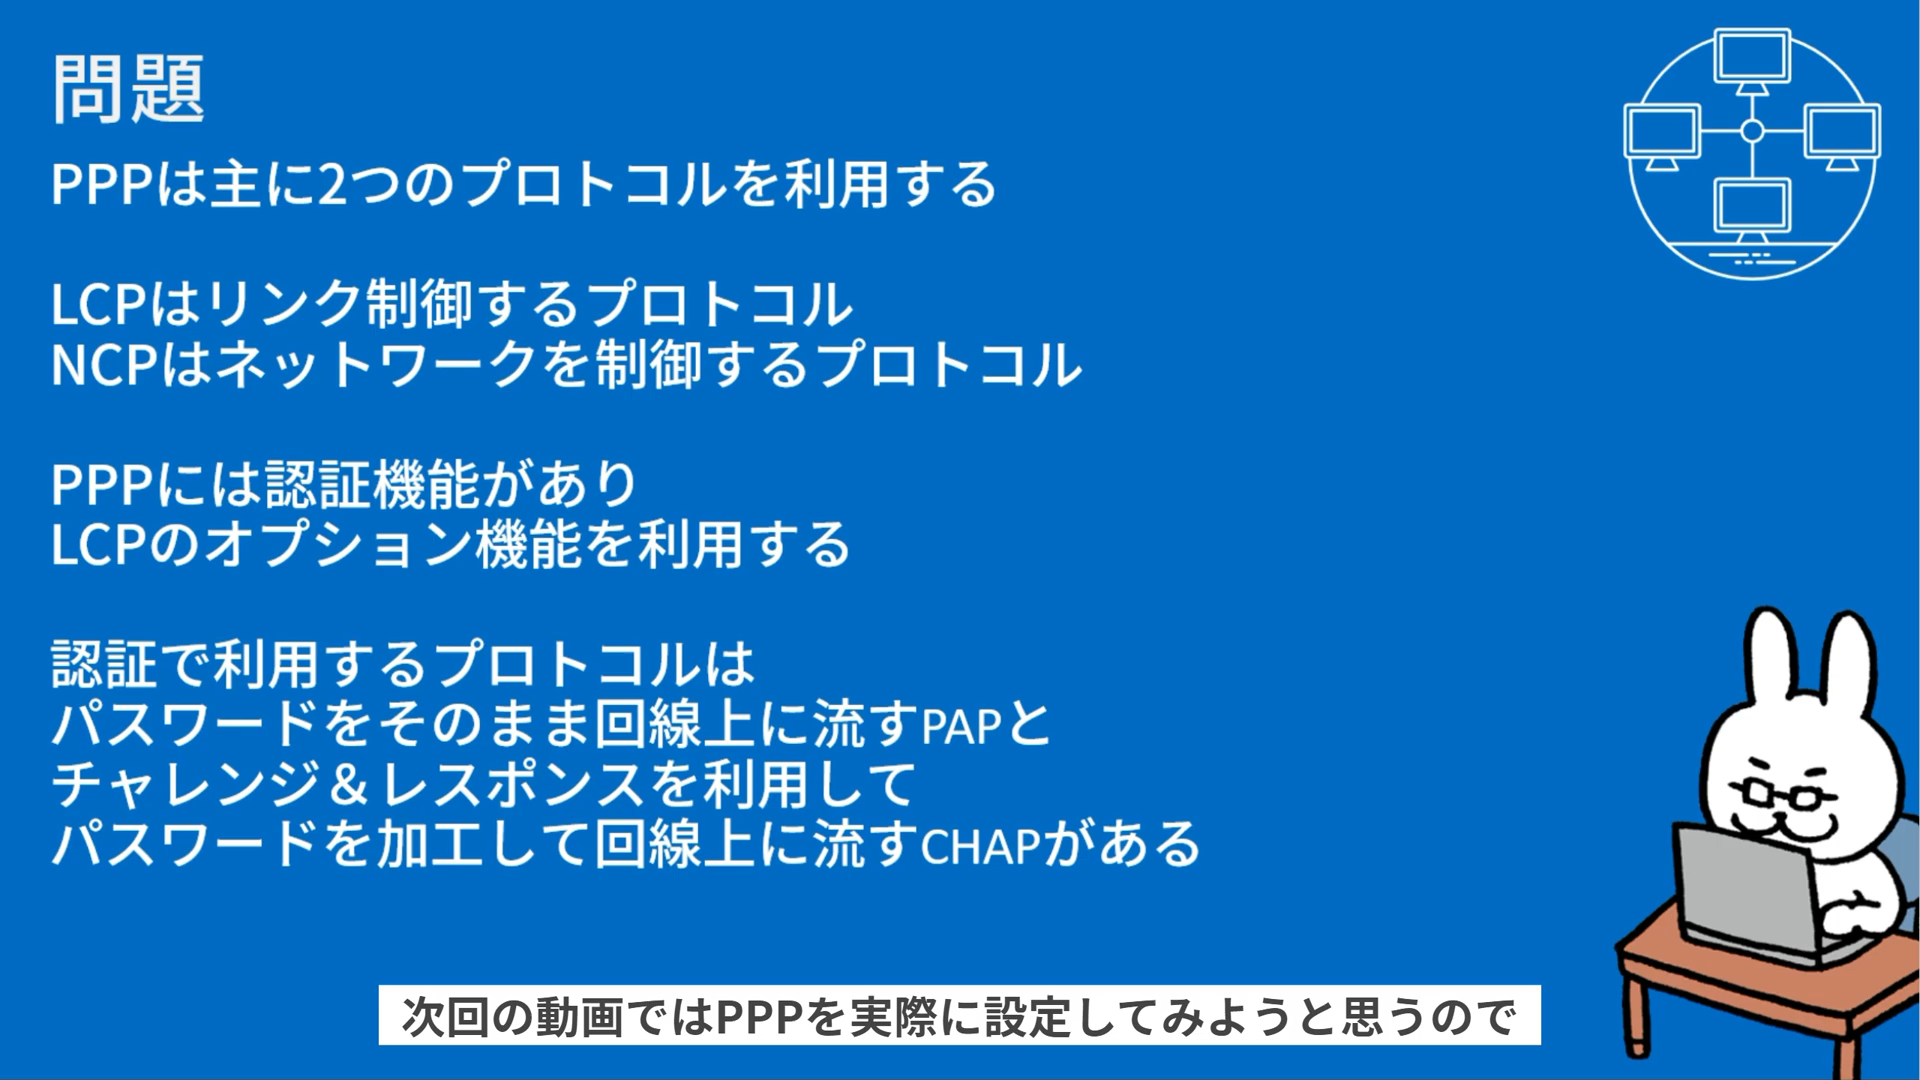 問題
PPPは主に2つのプロトコルを利用する
LCPはリンク制御するプロトコル
NCPはネットワークを制御するプロトコル
PPPには認証機能があり
LCPのオプション機能を利用する
認証で利用するプロトコルは
パスワードをそのまま回線上に流すPAPと
チャレンジ＆レスポンスを利用して
パスワードを加工して回線上に流すCHAPがある
次回の動画ではPPPを実際に設定してみようと思うので